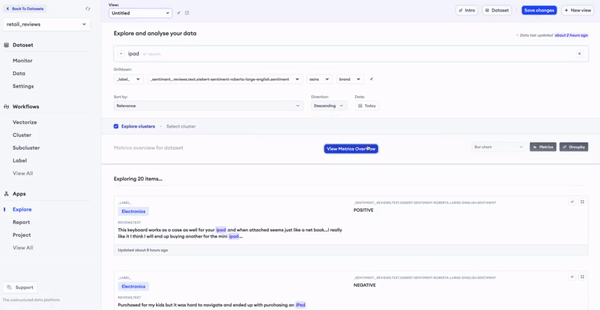 Back To Datasets
retail_reviews
Dataset
Monitor
Data
Settings
Workflows
Vectorize
Cluster
Subcluster
Label
View All
Apps
Explore
Report
Project
View All
Support
The unstructured data platform
View:
Untitled
Intro
Dataset
Save changes
New view
Explore and analyse your data
Data last updated about 2 hours ago
ipad
Drilldown:
_label_
_sentiment_.reviews.text.siebert-sentiment-roberta-large-english.sentiment
asins
brand
Sort by:
Relevance
Direction:
Descending
Date:
Today
Explore clusters
Select cluster
Metrics overview for dataset
View Metrics Overview
Bar chart
Metrics
Groupby
Exploring 20 items...
_LABEL_
Electronics
REVIEWS.TEXT
This keyboard works as a case as well for your ipad and when attached seems just like a net book...I really
like it I think I will end up buying another for the mini ipad...
_SENTIMENT_.REVIEWS.TEXT.SIEBERT-SENTIMENT-ROBERTA-LARGE-ENGLISH.SENTIMENT
POSITIVE
Updated about 8 hours ago
_LABEL_
Electronics
REVIEWS.TEXT
Purchased for my kids but it was hard to navigate and ended up with purchasing an iPad
_SENTIMENT_.REVIEWS.TEXT.SIEBERT-SENTIMENT-ROBERTA-LARGE-ENGLISH.SENTIMENT
NEGATIVE